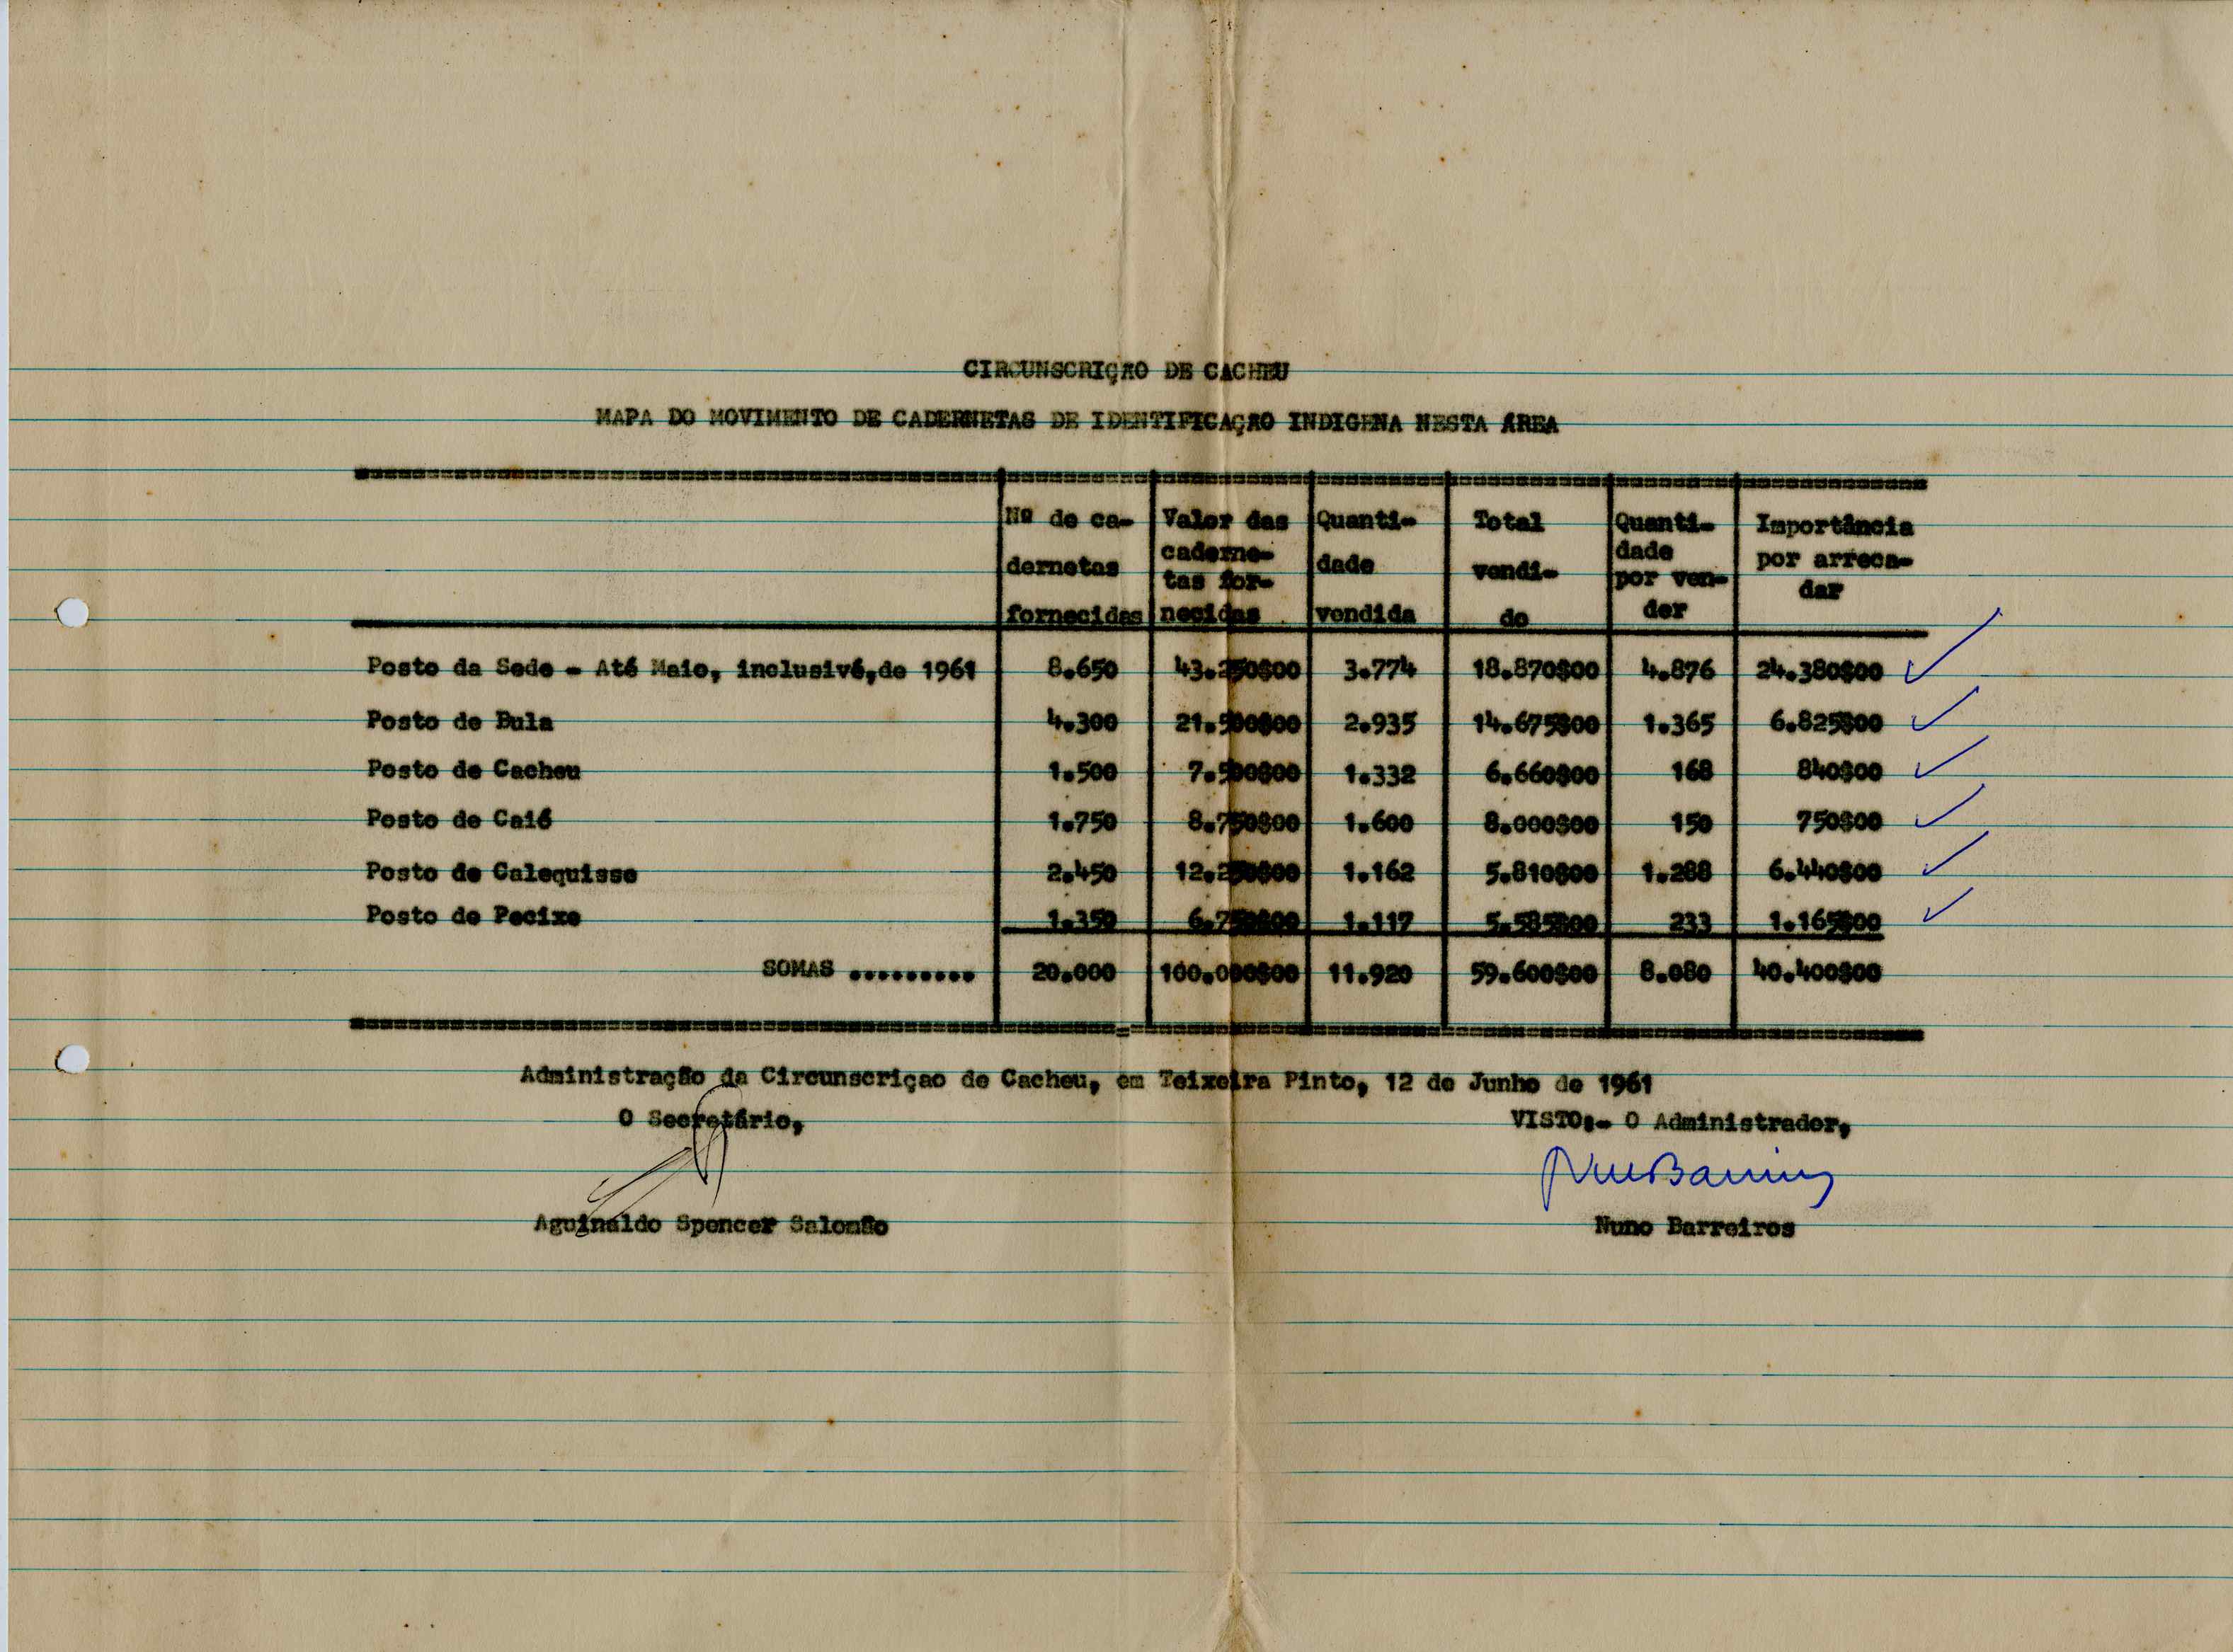 CIRCUNSCRIÇÃO DE CACHEU
MAPA DO MOVIMENTO DE CADERNETAS DE IDENTIFICAÇÃO INDIGENA NESTA ÁREA
Nº de ca- Valor das Quanti- Total Quanti- Importância
dernetas caderne- dade vendi- dade por arreca-
fornecidas tas for- vendida do por ven- dar
necidas der
Posto da Sede - Até Maio, inclusivé,de 1961 8.650 43.250$00 3.774 18.870$00 4.876 24.380$00 ✓
Posto de Bula 4.300 21.500$00 2.935 14.675$00 1.365 6.825$00 ✓
Posto de Cacheu 1.500 7.500$00 1.332 6.660$00 168 840$00 ✓
Posto de Caió 1.750 8.750$00 1.600 8.000$00 150 750$00 ✓
Posto de Calequisse 2.450 12.250$00 1.162 5.810$00 1.288 6.440$00 ✓
Posto de Pecixe 1.350 6.750$00 1.117 5.585$00 233 1.165$00 ✓
SOMAS ......... 20.000 100.000$00 11.920 59.600$00 8.080 40.400$00
Administração da Circunscriçao de Cacheu, em Teixeira Pinto, 12 de Junho de 1961
O Secretário, VISTO:- O Administrador,
Aguinaldo Spencer Salomão Nuno Barreiros